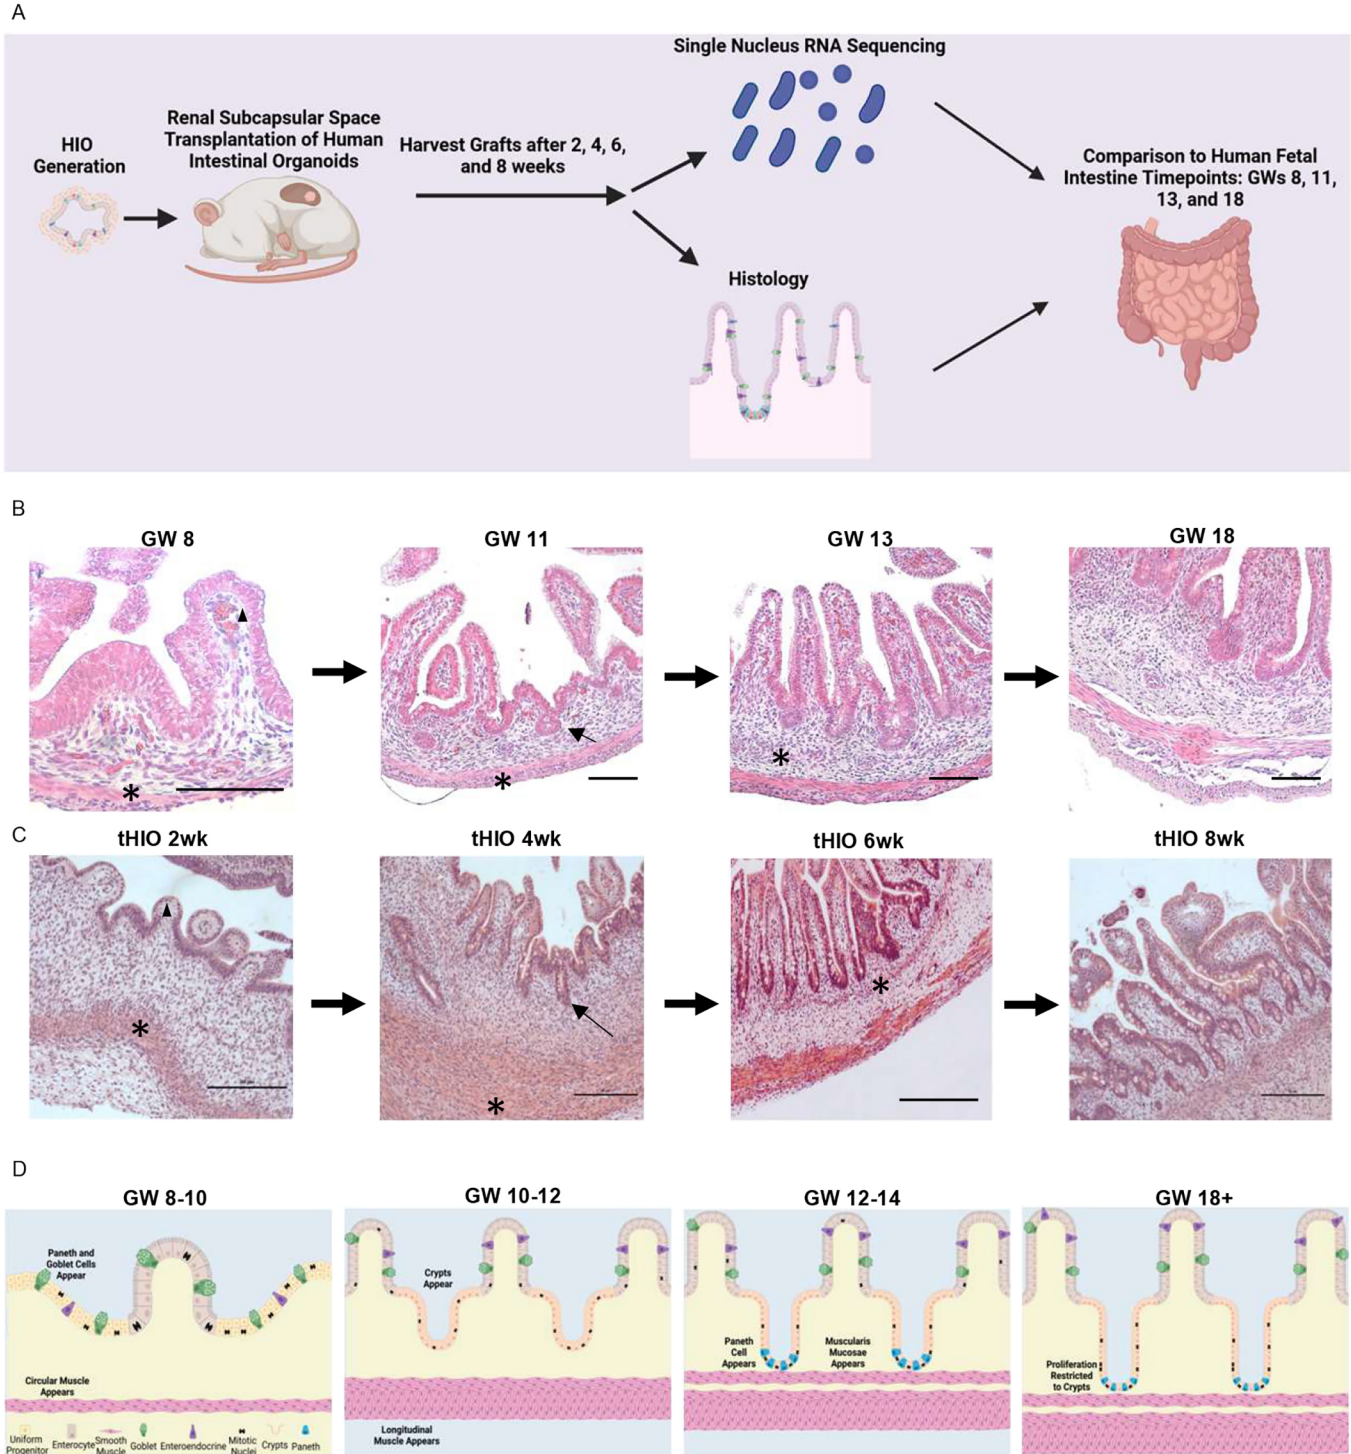 A
Single Nucleus RNA Sequencing
HIO
Generation
Renal Subcapsular Space
Transplantation of Human
Intestinal Organoids
Harvest Grafts after 2, 4, 6,
and 8 weeks
Comparison to Human Fetal
Intestine Timepoints: GWs 8, 11,
13, and 18
Histology
B
GW 8
GW 11
GW 13
GW 18
*
*
*
C
tHIO 2wk
tHIO 4wk
tHIO 6wk
tHIO 8wk
*
*
*
D
GW 8-10
GW 10-12
GW 12-14
GW 18+
Paneth and
Goblet Cells
Appear
Circular Muscle
Appears
Crypts
Appear
Longitudinal
Muscle Appears
Paneth
Cell
Appears
Muscularis
Mucosae
Appears
Proliferation
Restricted
to Crypts
Uniform
Progenitor
Enterocyte
Smooth
Muscle
Goblet
Enteroendocrine
Mitotic
Nuclei
Crypts
Paneth